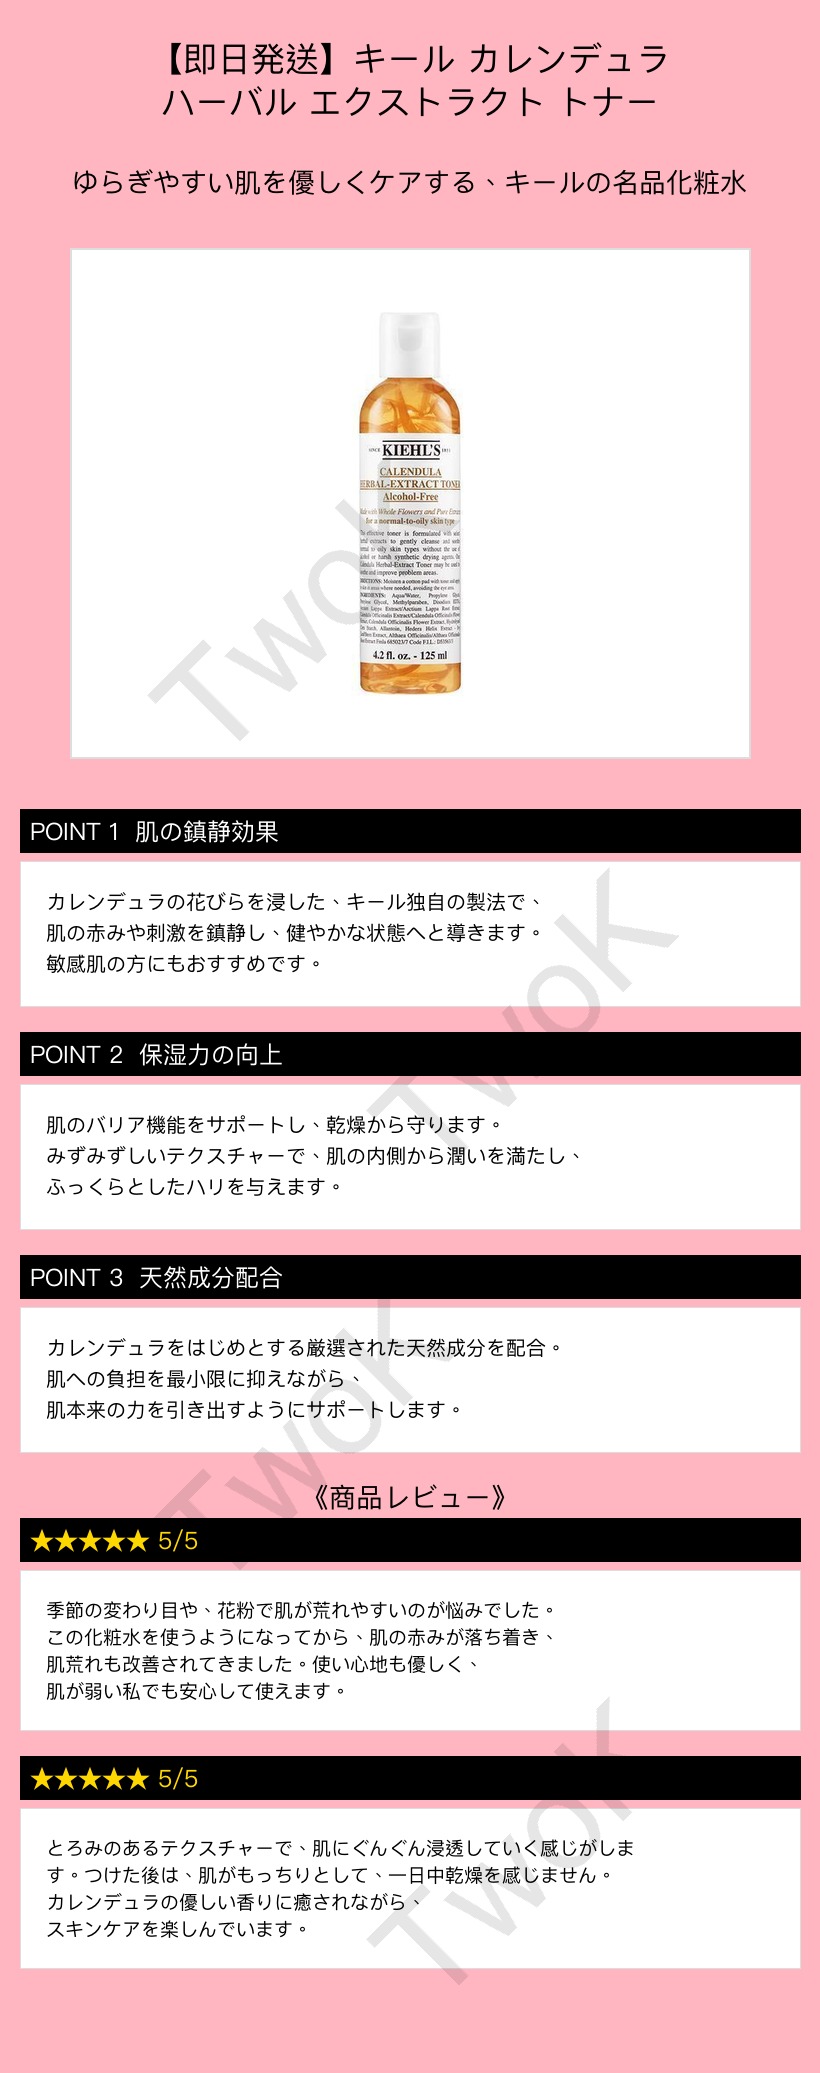 【即日発送】キール カレンデュラ
ハーバル エクストラクト トナー
ゆらぎやすい肌を優しくケアする、キールの名品化粧水
SINCE KIEHL'S 1851
CALENDULA
HERBAL-EXTRACT TONER
Alcohol-Free
Made with Whole Flowers and Pure Extracts
for a normal-to-oily skin type
4.2 fl. oz. - 125 ml
TwoK
POINT 1 肌の鎮静効果
カレンデュラの花びらを浸した、キール独自の製法で、
肌の赤みや刺激を鎮静し、健やかな状態へと導きます。
敏感肌の方にもおすすめです。
TwoK
POINT 2 保湿力の向上
肌のバリア機能をサポートし、乾燥から守ります。
みずみずしいテクスチャーで、肌の内側から潤いを満たし、
ふっくらとしたハリを与えます。
POINT 3 天然成分配合
カレンデュラをはじめとする厳選された天然成分を配合。
肌への負担を最小限に抑えながら、
肌本来の力を引き出すようにサポートします。
TwoK
《商品レビュー》
★★★★★ 5/5
季節の変わり目や、花粉で肌が荒れやすいのが悩みでした。
この化粧水を使うようになってから、肌の赤みが落ち着き、
肌荒れも改善されてきました。使い心地も優しく、
肌が弱い私でも安心して使えます。
★★★★★ 5/5
とろみのあるテクスチャーで、肌にぐんぐん浸透していく感じがしま
す。つけた後は、肌がもっちりとして、一日中乾燥を感じません。
カレンデュラの優しい香りに癒されながら、
スキンケアを楽しんでいます。
TwoK